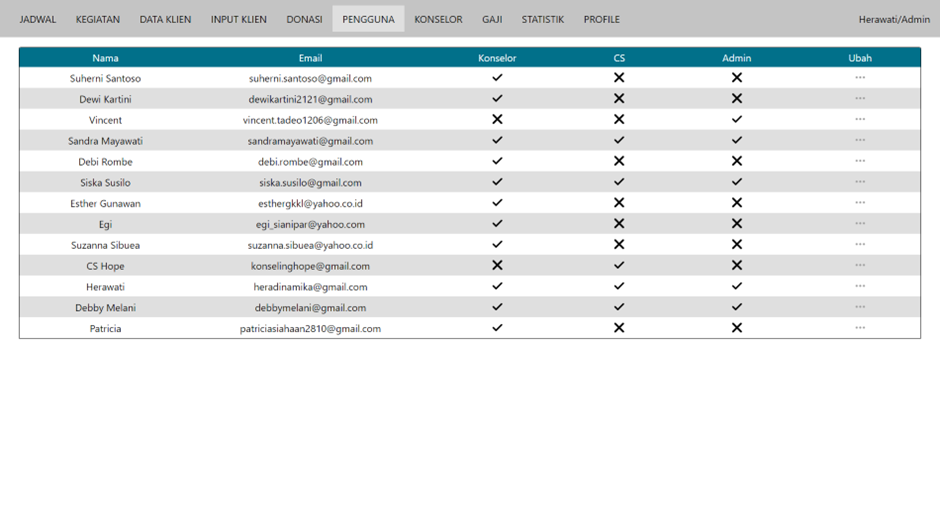 JADWAL KEGIATAN DATA KLIEN INPUT KLIEN DONASI PENGGUNA KONSELOR GAJI STATISTIK PROFILE Herawati/Admin
Nama Email Konselor CS Admin Ubah
Suherni Santoso suherni.santoso@gmail.com ✓ ✕ ✕ ...
Dewi Kartini dewikartini2121@gmail.com ✓ ✕ ✕ ...
Vincent vincent.tadeo1206@gmail.com ✕ ✕ ✓ ...
Sandra Mayawati sandramayawati@gmail.com ✓ ✓ ✓ ...
Debi Rombe debi.rombe@gmail.com ✓ ✕ ✕ ...
Siska Susilo siska.susilo@gmail.com ✓ ✓ ✓ ...
Esther Gunawan esthergkkl@yahoo.co.id ✓ ✕ ✕ ...
Egi egi_sianipar@yahoo.com ✓ ✕ ✕ ...
Suzanna Sibuea suzanna.sibuea@yahoo.co.id ✓ ✕ ✕ ...
CS Hope konselinghope@gmail.com ✕ ✓ ✕ ...
Herawati heradinamika@gmail.com ✓ ✓ ✓ ...
Debby Melani debbymelani@gmail.com ✓ ✓ ✓ ...
Patricia patriciasiahaan2810@gmail.com ✓ ✕ ✕ ...